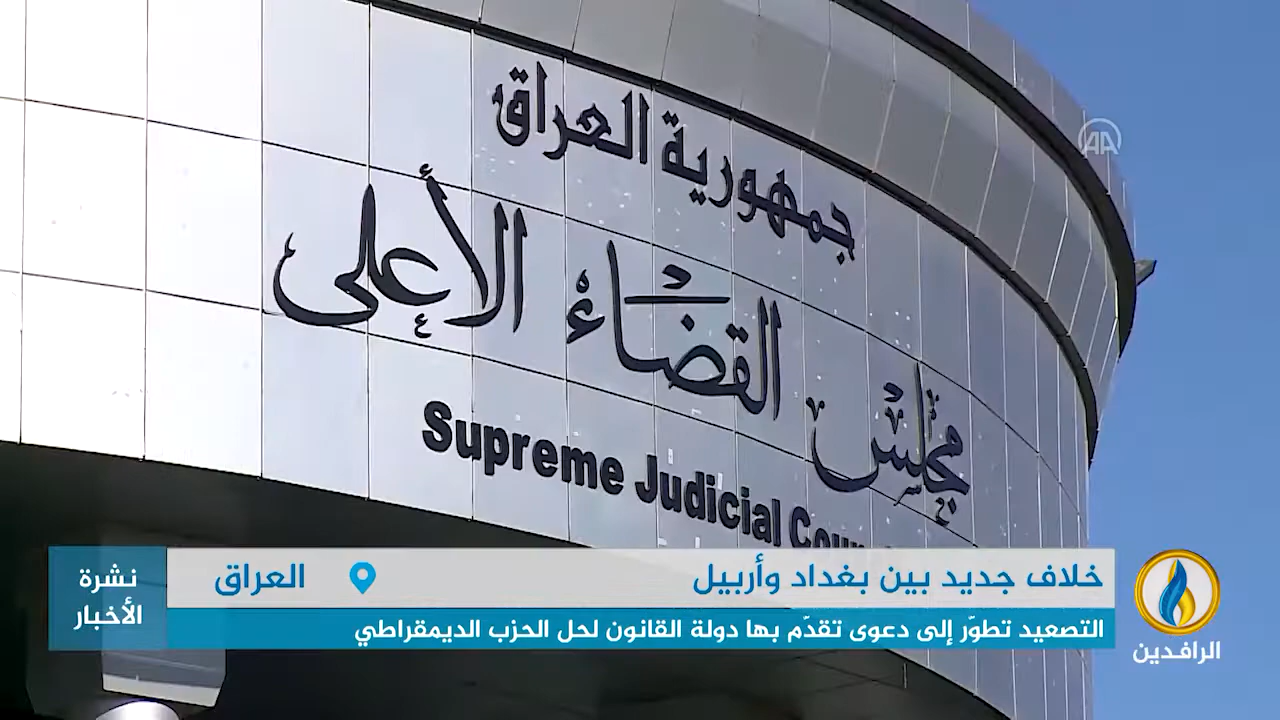 جمهورية العراق
مجلس القضاء الأعلى
Supreme Judicial
AA
خلاف جديد بين بغداد وأربيل
العراق
التصعيد تطوّر إلى دعوى تقدّم بها دولة القانون لحل الحزب الديمقراطي
نشرة
الأخبار
الرافدين